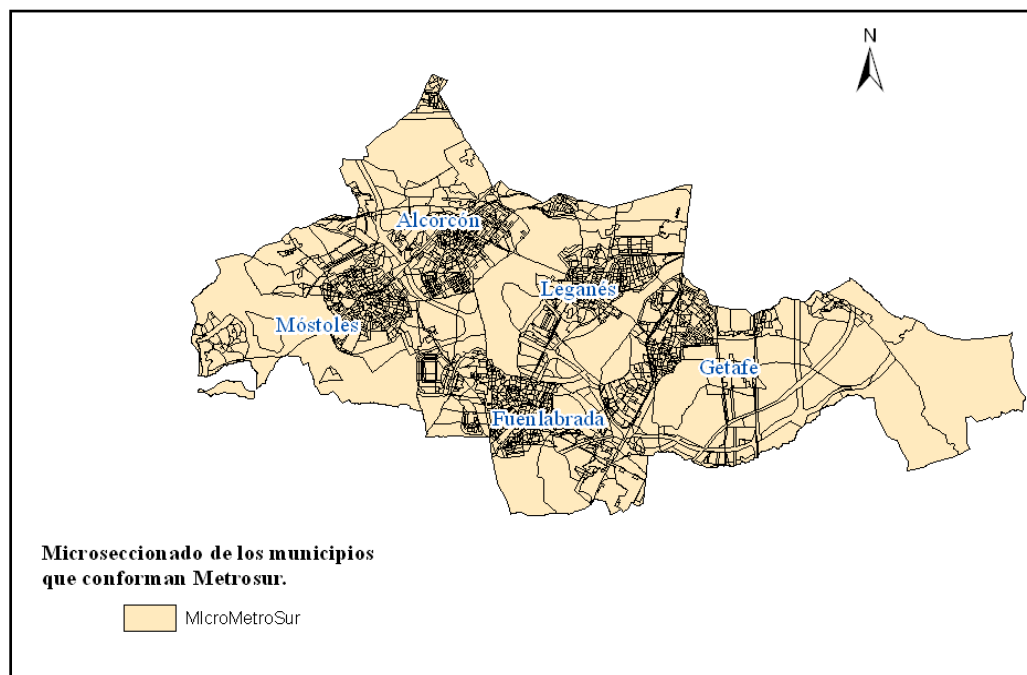 N
Alcorcón
Leganés
Móstoles
Getafe
Fuenlabrada
Microseccionado de los municipios
que conforman Metrosur.
MIcroMetroSur